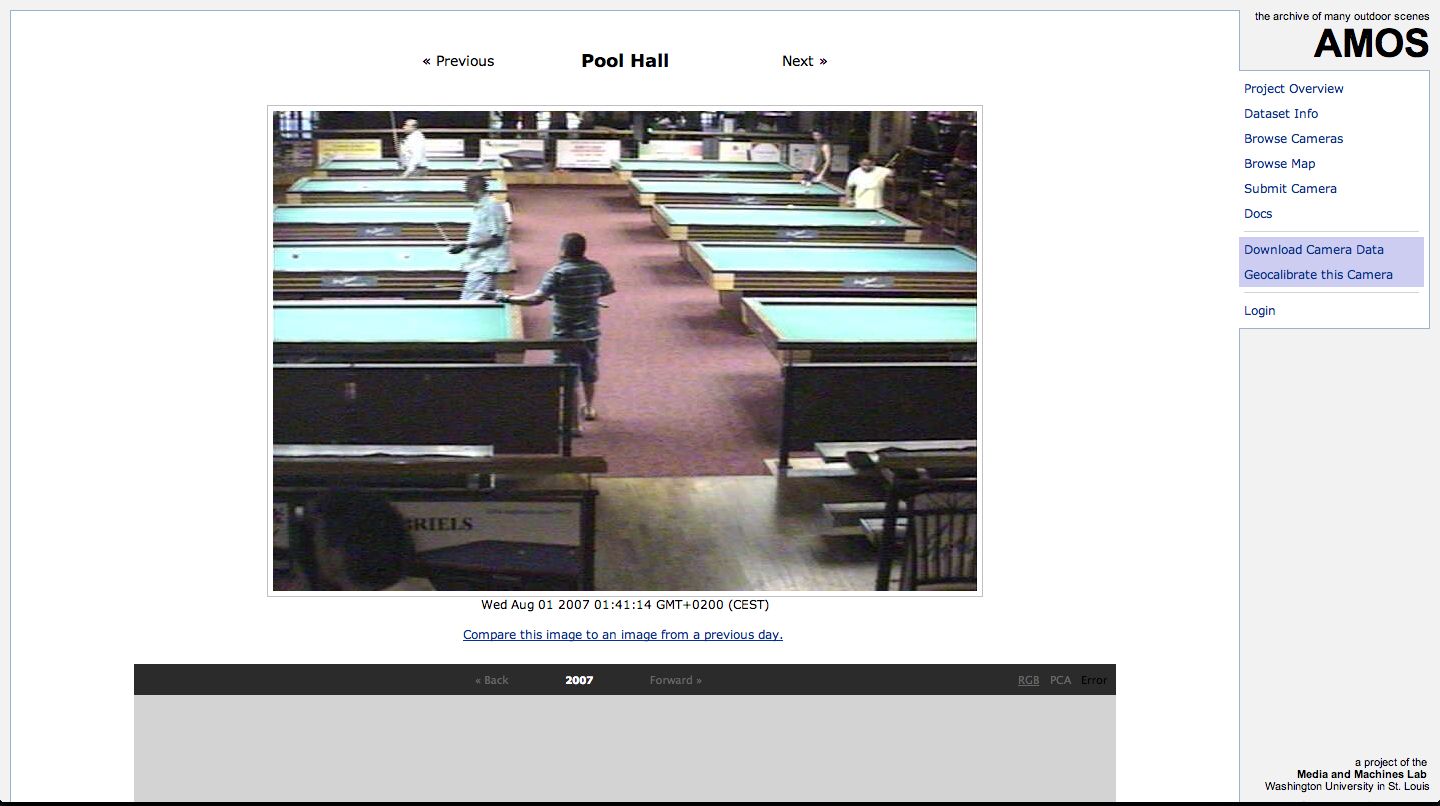 the archive of many outdoor scenes
AMOS
« Previous
Pool Hall
Next »
Project Overview
Dataset Info
Browse Cameras
Browse Map
Submit Camera
Docs
Download Camera Data
Geocalibrate this Camera
Login
BRIELS
Wed Aug 01 2007 01:41:14 GMT+0200 (CEST)
Compare this image to an image from a previous day.
« Back
2007
Forward »
RGB PCA Error
a project of the
Media and Machines Lab
Washington University in St. Louis